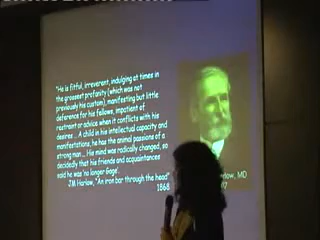 "He is fitful, irreverent, indulging at times in
the grossest profanity (which was not
previously his custom), manifesting but little
deference for his fellows, impatient of
restraint or advice when it conflicts with his
desires ... A child in his intellectual capacity and
manifestations, he has the animal passions of a
strong man ... His mind was radically changed, so
decidedly that his friends and acquaintances
said he was 'no longer Gage'.
JM Harlow, "An iron bar through the head"
1868
rlow, MD